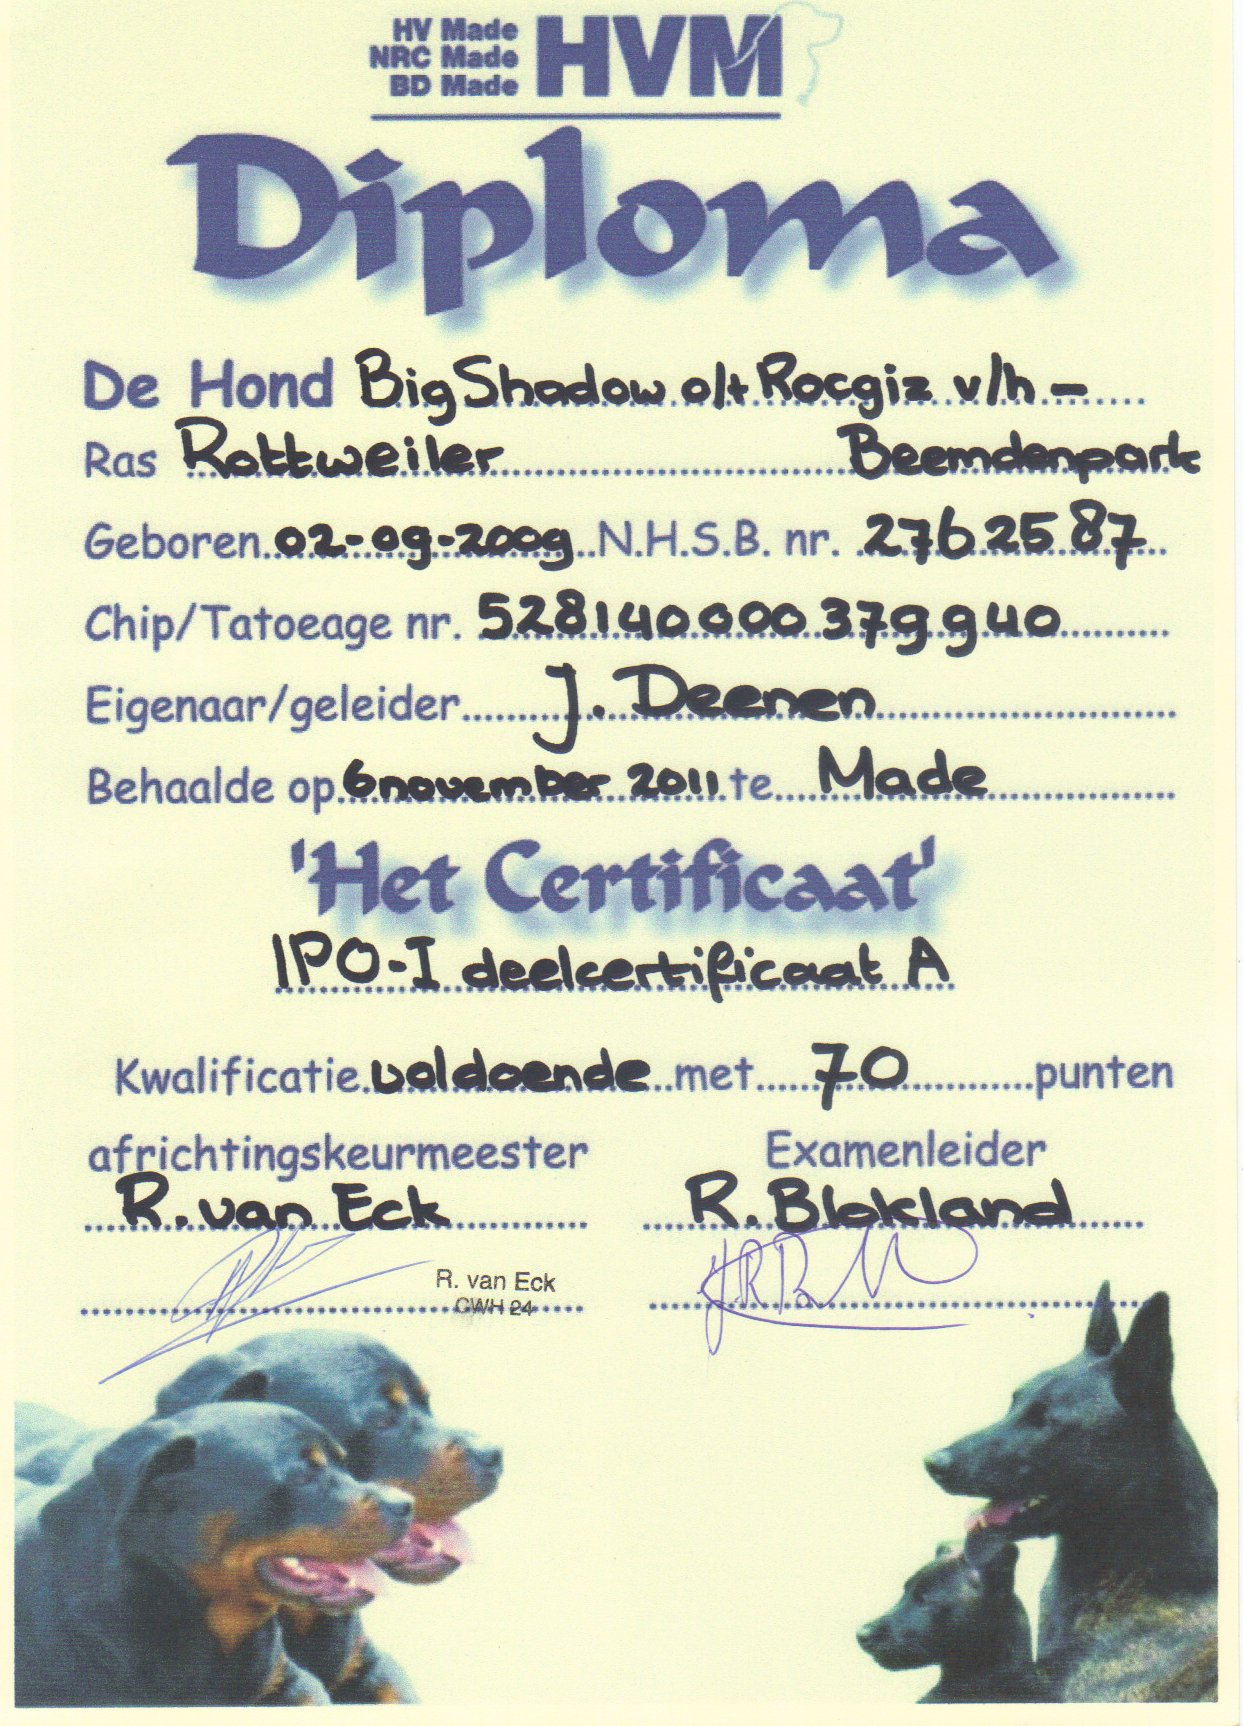 HV Made
NRC Made
BD Made
HVM
Diploma
De Hond Big Shadow o/t Rocgiz v/h -
Ras Rottweiler Beemdenpark
Geboren 02-09-2009 N.H.S.B. nr. 2762587
Chip/Tatoeage nr. 528140000379940
Eigenaar/geleider J. Deenen
Behaalde op 6 november 2011 te Made
'Het Certificaat'
IPO-I deelcertificaat A
Kwalificatie voldoende met 70 punten
africhtingskeurmeester Examenleider
R. van Eck R. Blokland
R. van Eck
CWH 24